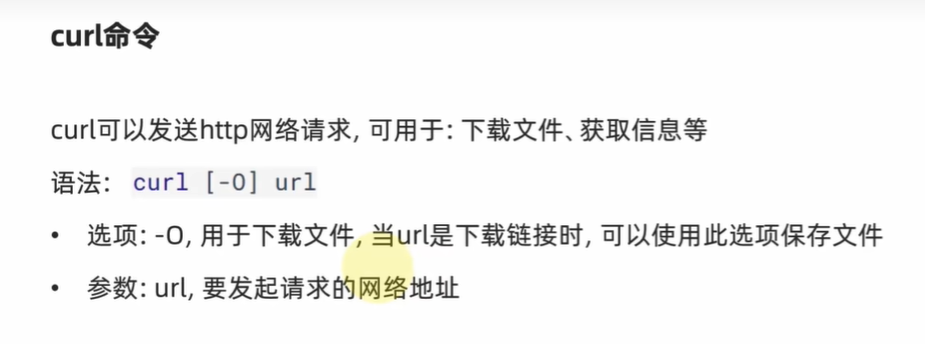 curl命令
curl可以发送http网络请求, 可用于: 下载文件、获取信息等
语法: curl [-O] url
• 选项: -O, 用于下载文件, 当url是下载链接时, 可以使用此选项保存文件
• 参数: url, 要发起请求的网络地址